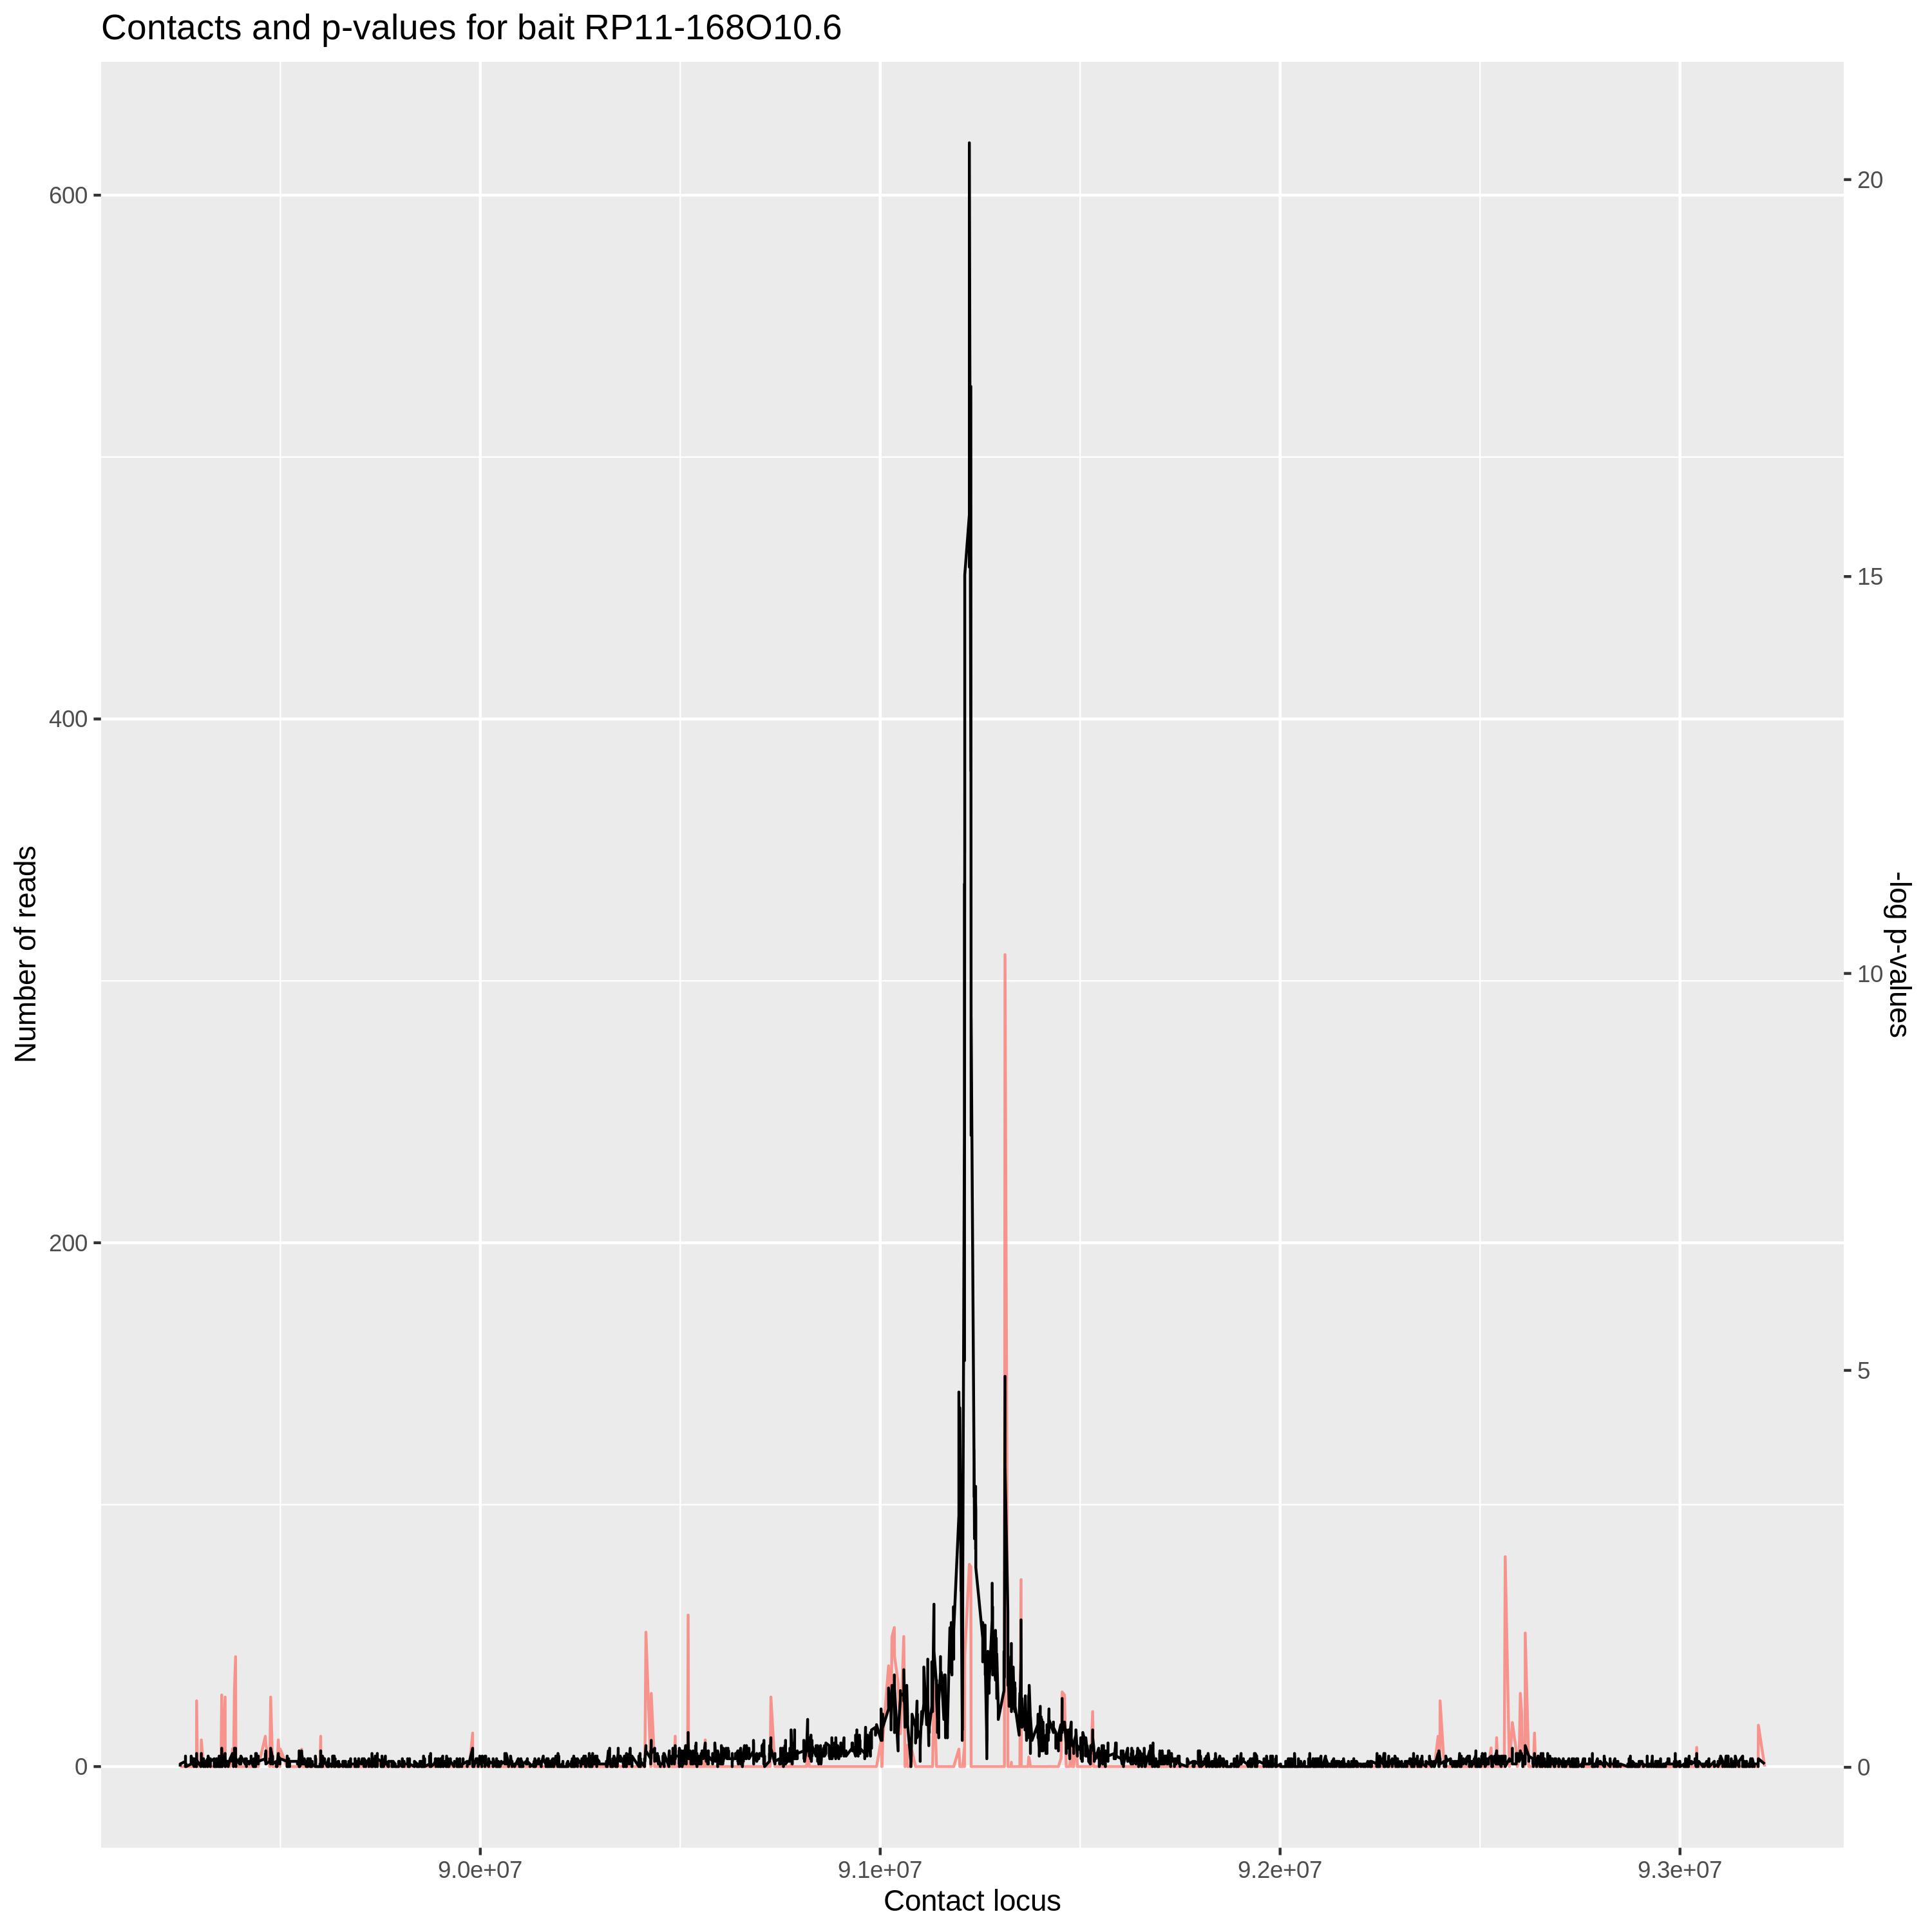 Contacts and p-values for bait RP11-168O10.6
600
400
200
0
20
15
10
5
0
Number of reads
-log p-values
9.0e+07
9.1e+07
9.2e+07
9.3e+07
Contact locus